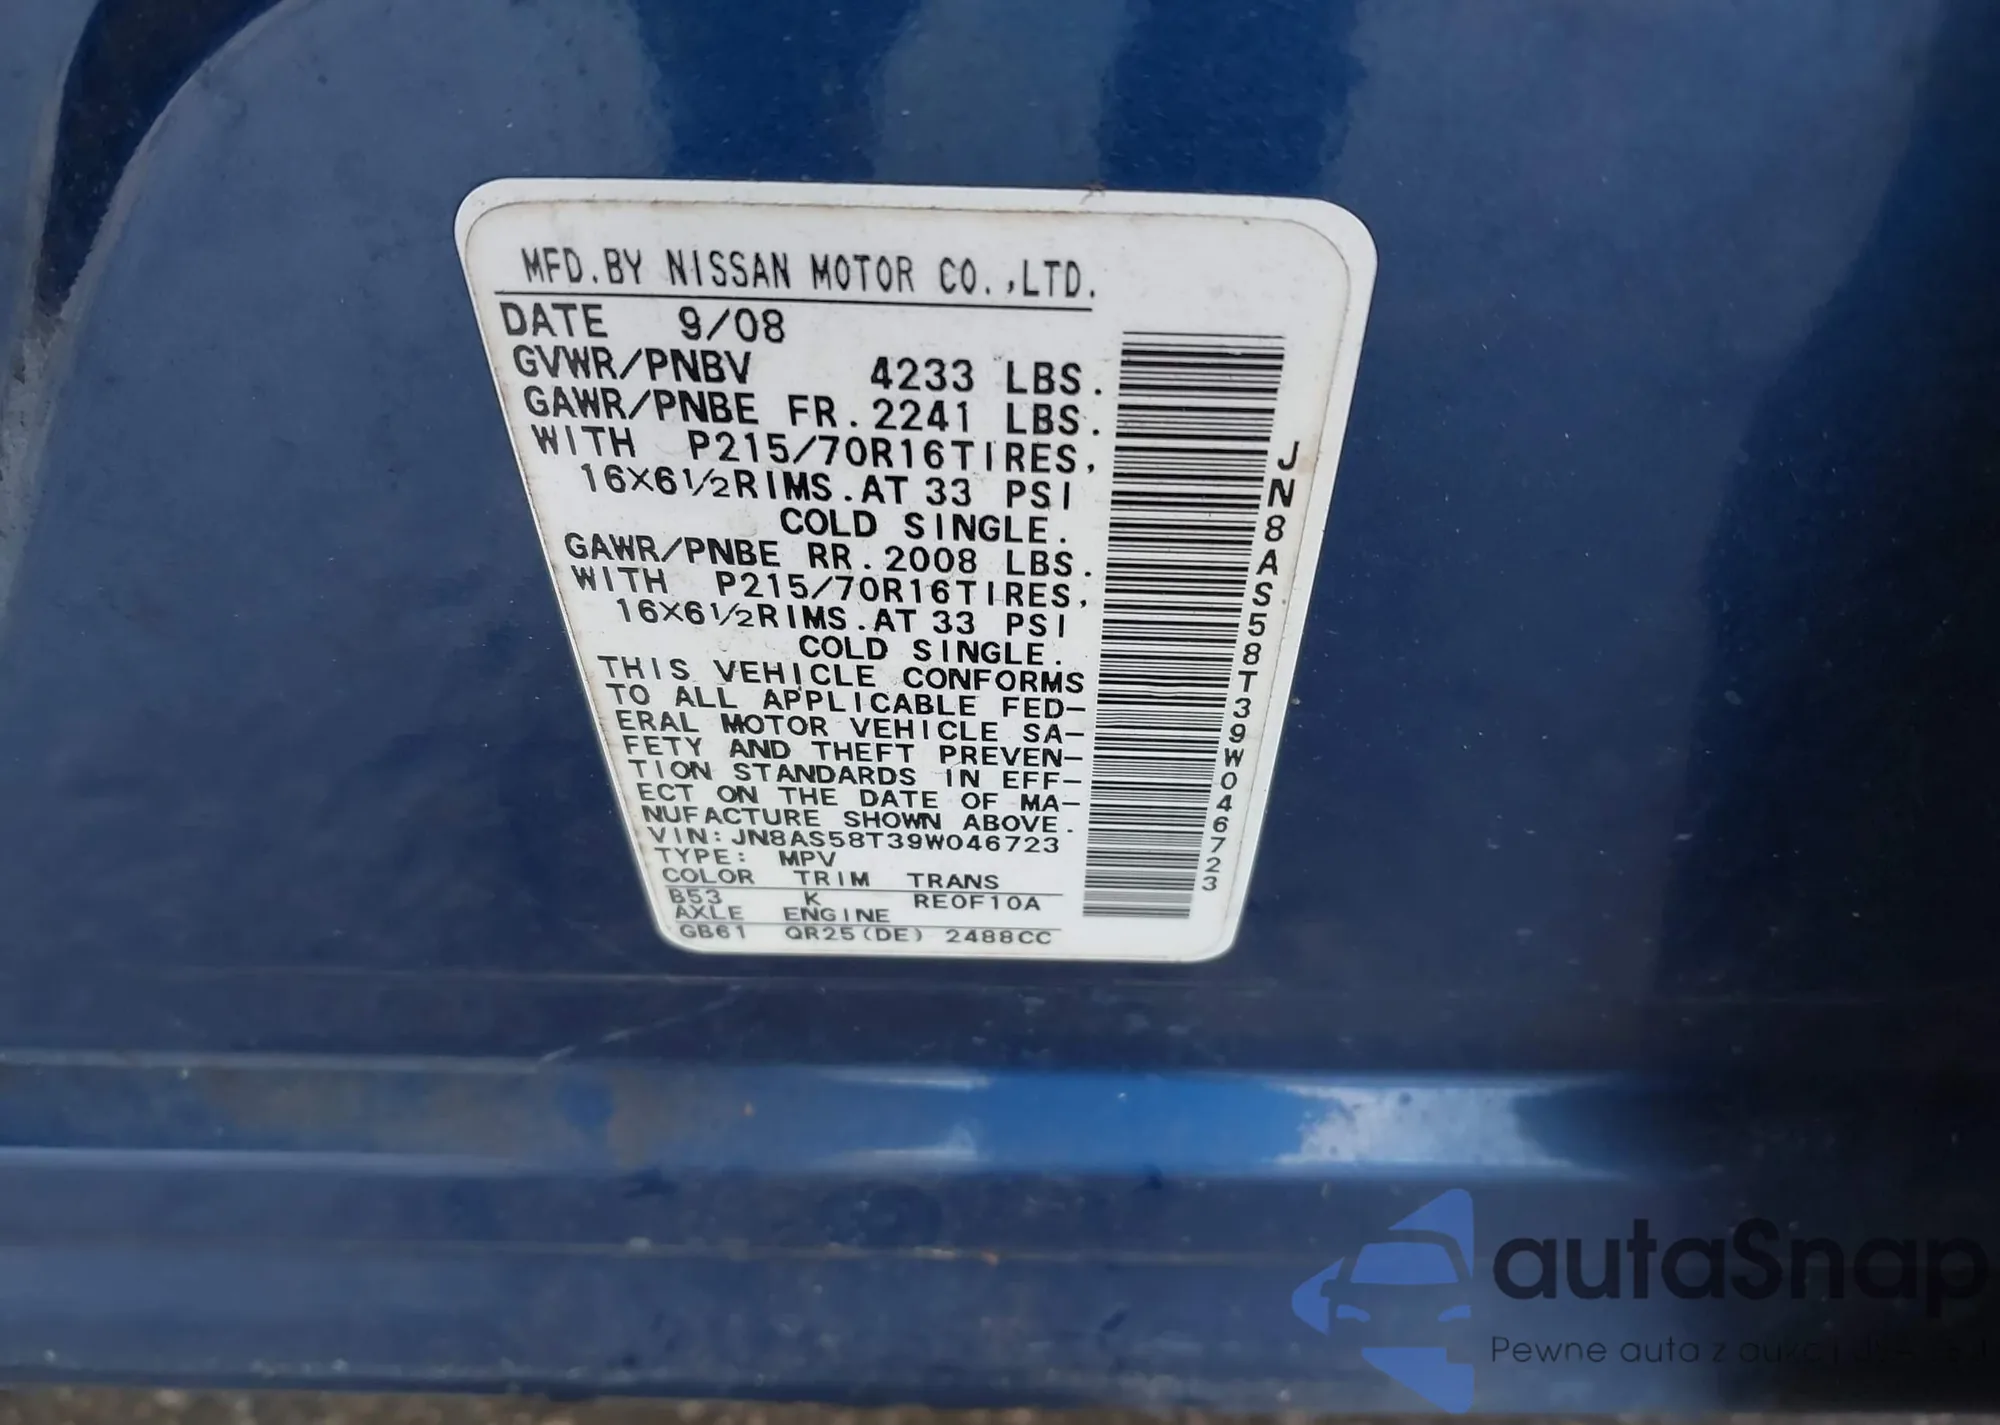 MFD.BY NISSAN MOTOR CO.,LTD.
DATE 9/08
GVWR/PNBV 4233 LBS.
GAWR/PNBE FR.2241 LBS.
WITH P215/70R16TIRES,
16X6½RIMS.AT 33 PSI
COLD SINGLE.
GAWR/PNBE RR.2008 LBS.
WITH P215/70R16TIRES,
16X6½RIMS.AT 33 PSI
COLD SINGLE.
THIS VEHICLE CONFORMS
TO ALL APPLICABLE FED-
ERAL MOTOR VEHICLE SA-
FETY AND THEFT PREVEN-
TION STANDARDS IN EFF-
ECT ON THE DATE OF MA-
NUFACTURE SHOWN ABOVE.
VIN:JN8AS58T39W046723
TYPE: MPV
COLOR TRIM TRANS
B53 K RE0F10A
AXLE ENGINE
GB61 QR25(DE) 2488CC
JN8AS58T39W046723
autaSnap
Pewne auta z